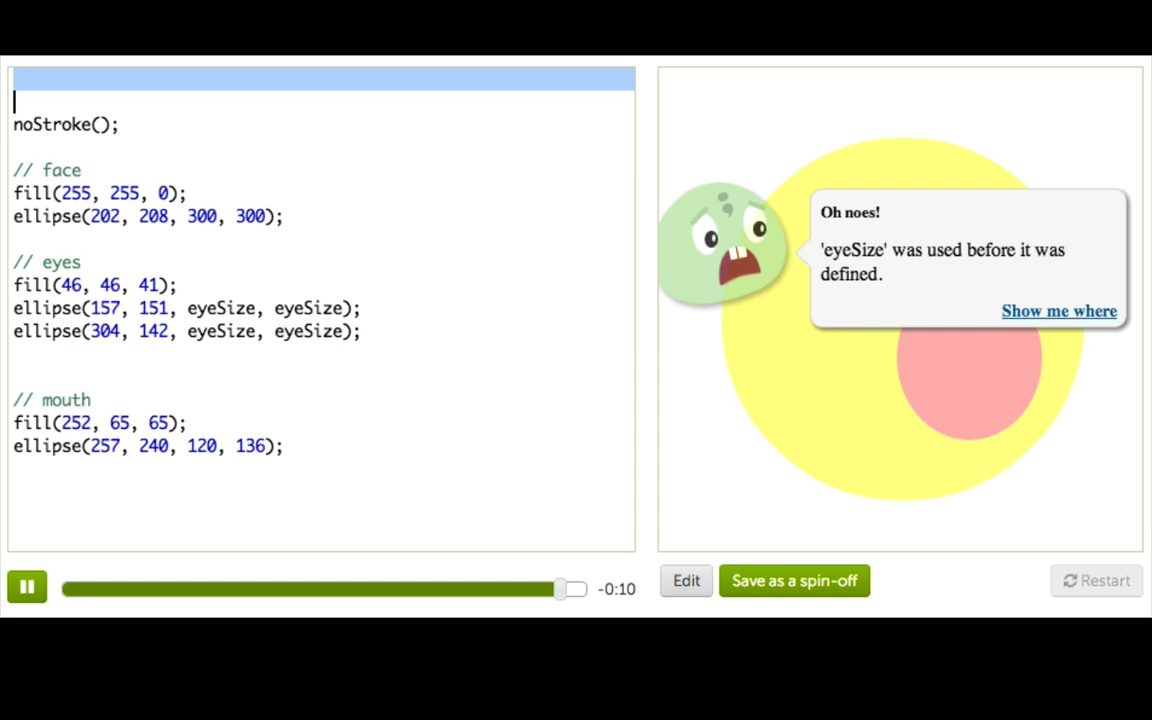 noStroke();
// face
fill(255, 255, 0);
ellipse(202, 208, 300, 300);
// eyes
fill(46, 46, 41);
ellipse(157, 151, eyeSize, eyeSize);
ellipse(304, 142, eyeSize, eyeSize);
// mouth
fill(252, 65, 65);
ellipse(257, 240, 120, 136);
Oh noes!
'eyeSize' was used before it was
defined.
Show me where
-0:10
Edit
Save as a spin-off
Restart